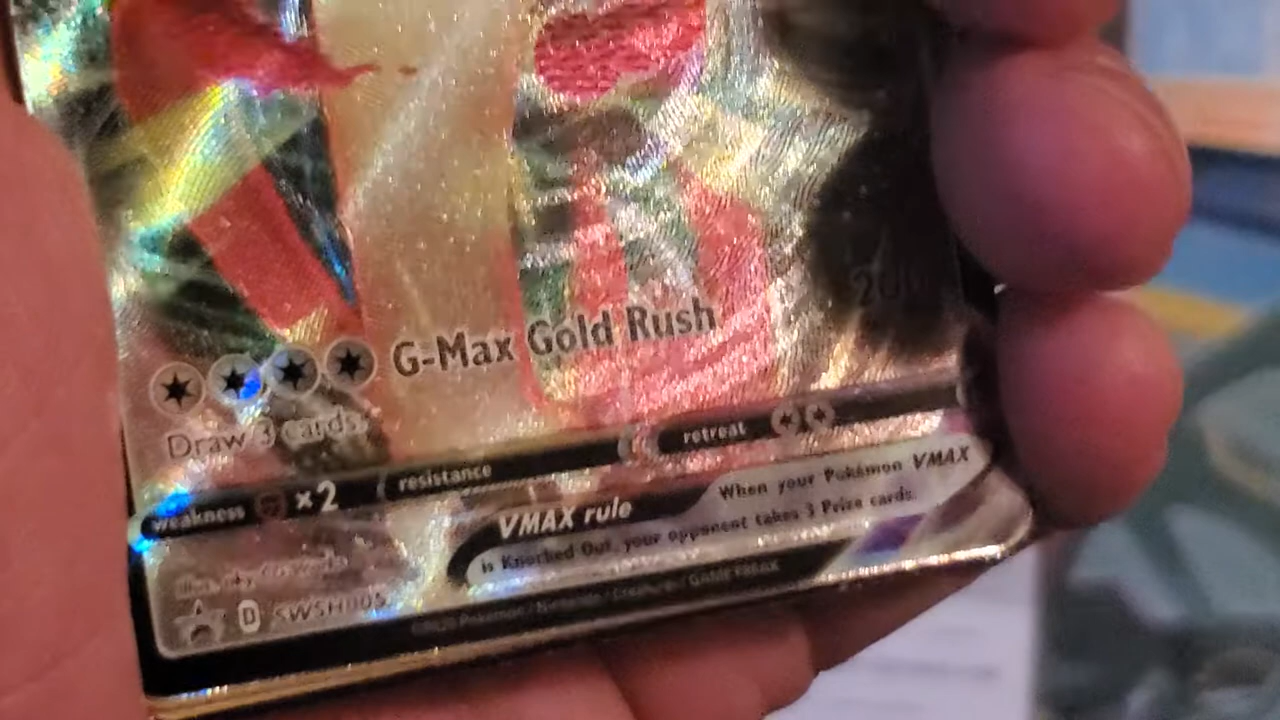 G-Max Gold Rush 200
Draw 3 cards.
weakness ×2 resistance retreat
VMAX rule When your Pokémon VMAX
is Knocked Out, your opponent takes 3 Prize cards.
D SWSH005
©2020 Pokémon / Nintendo / Creatures / GAME FREAK